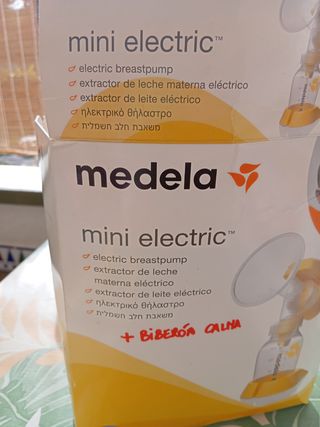 mini electric™
electric breastpump
extractor de leche materna eléctrico
extractor de leite eléctrico
ηλεκτρικό θήλαστρο
משאבת חלב חשמלית
medela
mini electric™
electric breastpump
extractor de leche
materna eléctrico
extractor de leite eléctrico
ηλεκτρικό θήλαστρο
משאבת חלב חשמלית
+ BIBERÓN CALMA